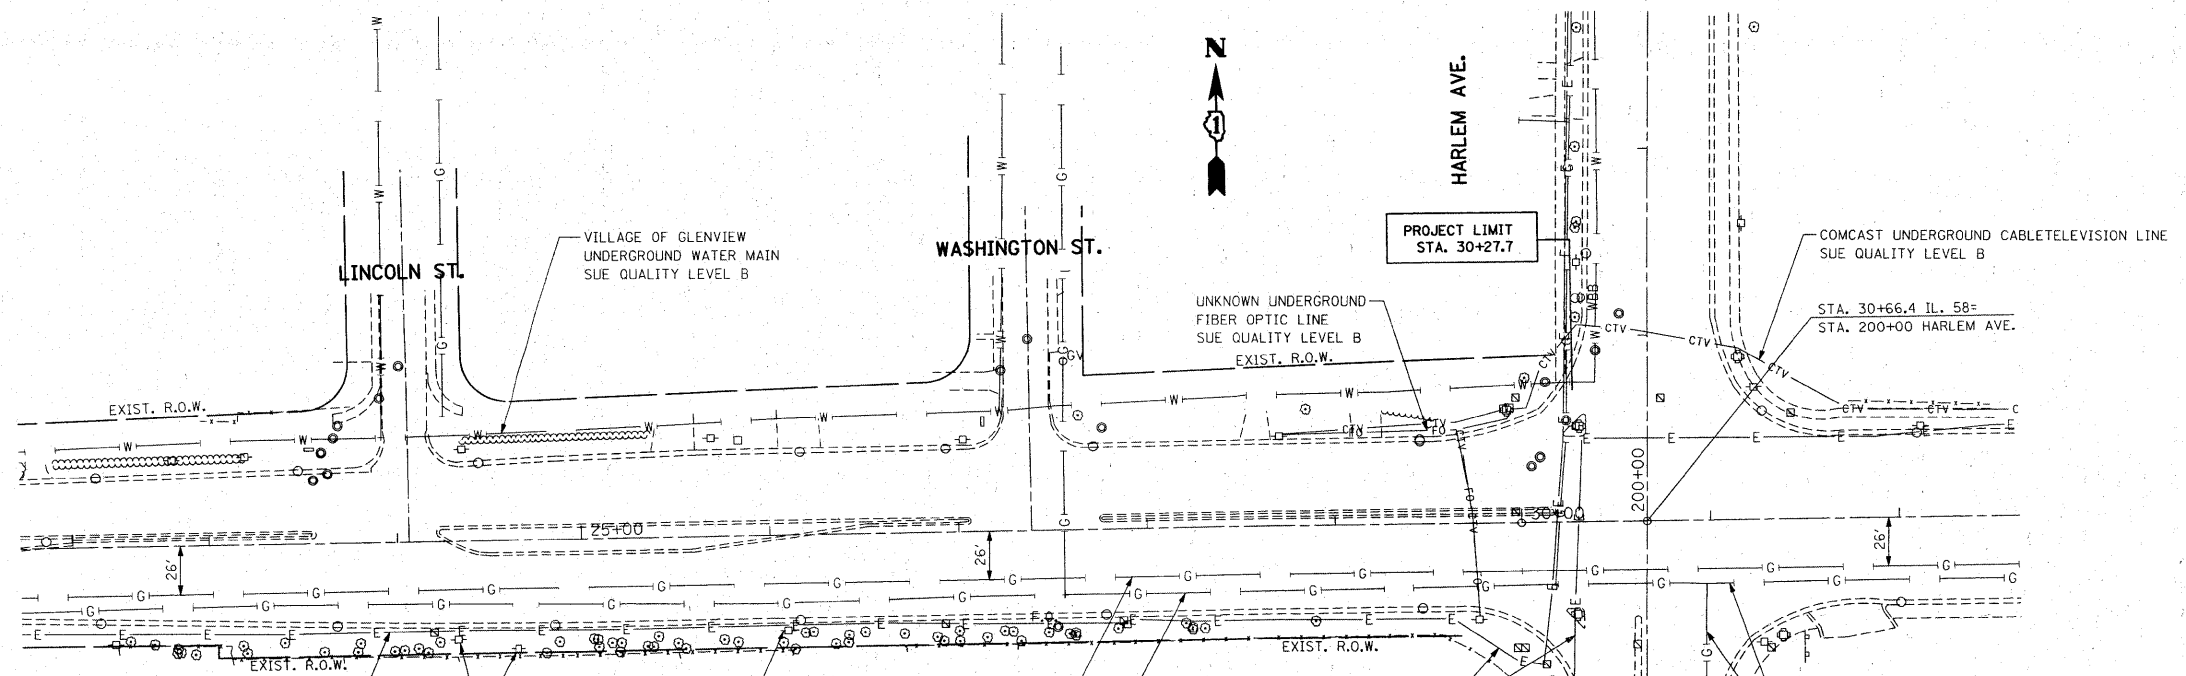 N
HARLEM AVE.
PROJECT LIMIT
STA. 30+27.7
VILLAGE OF GLENVIEW
UNDERGROUND WATER MAIN
SUE QUALITY LEVEL B
LINCOLN ST.
WASHINGTON ST.
COMCAST UNDERGROUND CABLETELEVISION LINE
SUE QUALITY LEVEL B
UNKNOWN UNDERGROUND
FIBER OPTIC LINE
SUE QUALITY LEVEL B
STA. 30+66.4 IL. 58=
STA. 200+00 HARLEM AVE.
EXIST. R.O.W.
EXIST. R.O.W.
GV
CTV
CTV
CTV
CTV
CTV
CTV
200+00
25+00
30+00
26'
26'
26'
EXIST. R.O.W.
EXIST. R.O.W.